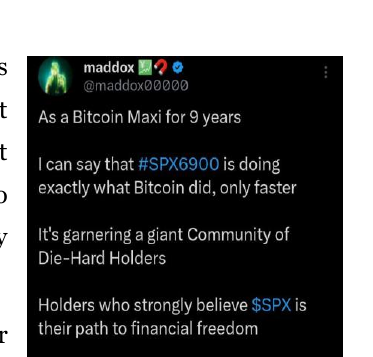 s
maddox
t
@maddox00000
As a Bitcoin Maxi for 9 years
t
I can say that #SPX6900 is doing
exactly what Bitcoin did, only faster
o
y
It's garnering a giant Community of
Die-Hard Holders
Holders who strongly believe $SPX is
r
their path to financial freedom